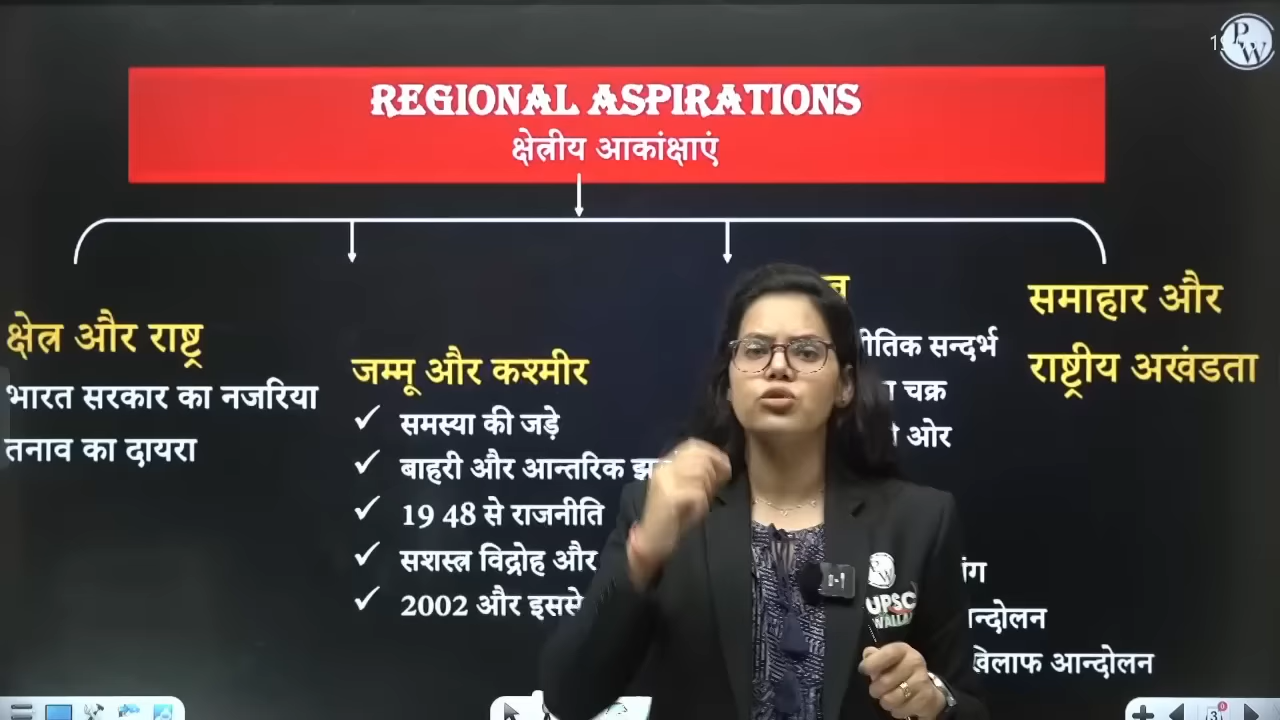 REGIONAL ASPIRATIONS
क्षेत्रीय आकांक्षाएं
क्षेत्र और राष्ट्र
भारत सरकार का नजरिया
तनाव का दायरा
जम्मू और कश्मीर
✓ समस्या की जड़े
✓ बाहरी और आन्तरिक
✓ 19 48 से राजनीति
✓ सशस्त्र विद्रोह और
✓ 2002 और इससे
सन्दर्भ
चक्र
ओर
न्दोलन
खिलाफ आन्दोलन
समाहार और
राष्ट्रीय अखंडता
PW
UPSC
WALLAH